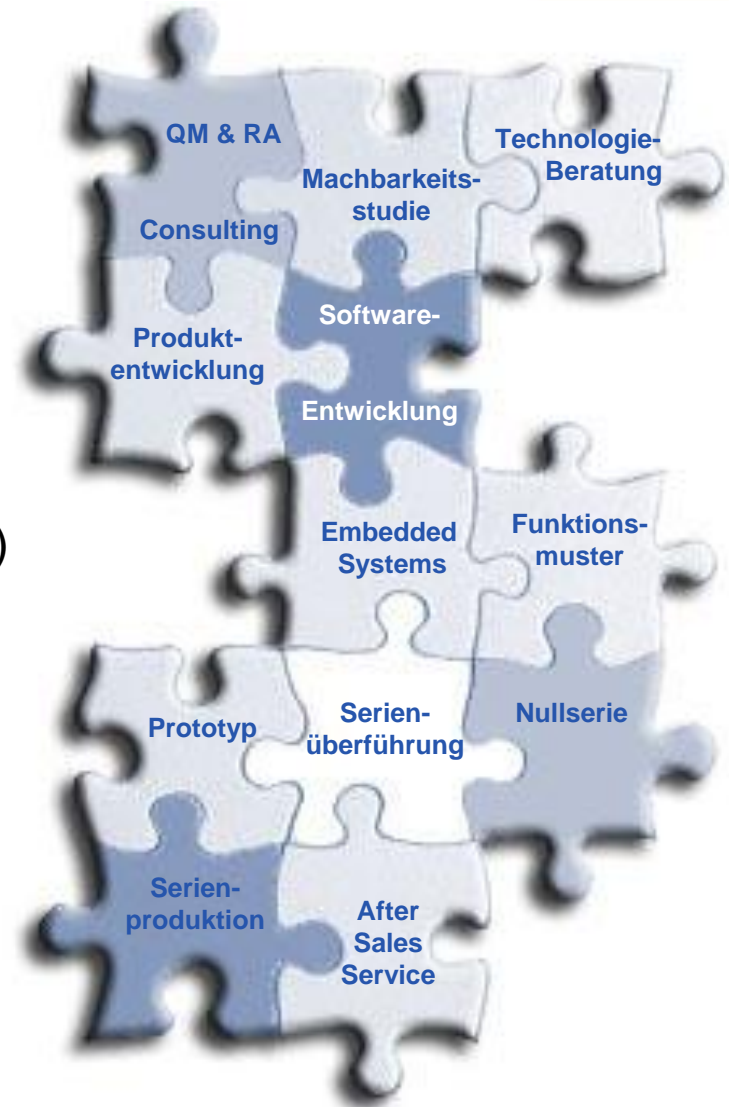 QM & RA
Consulting
Machbarkeits-
studie
Technologie-
Beratung
Produkt-
entwicklung
Software-
Entwicklung
)
Embedded
Systems
Funktions-
muster
Prototyp
Serien-
überführung
Nullserie
Serien-
produktion
After
Sales
Service